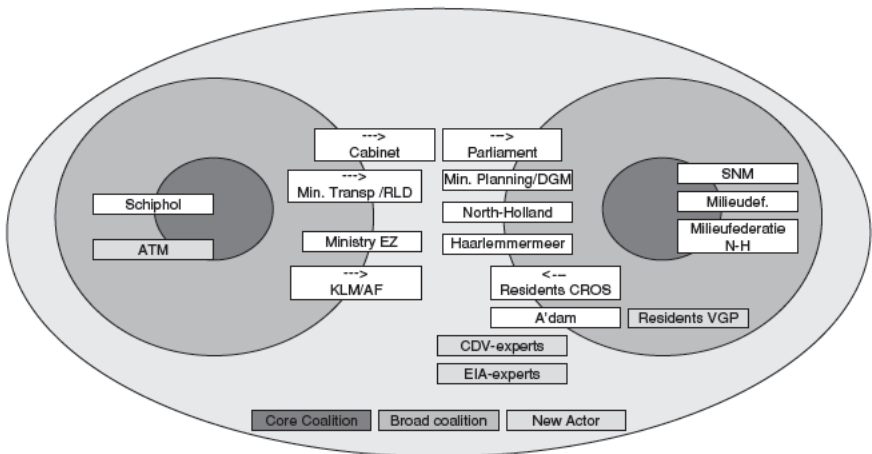 --->
Cabinet
--->
Parliament
--->
Min. Transp /RLD
Min. Planning/DGM
SNM
Schiphol
North-Holland
Milieudef.
ATM
Ministry EZ
Haarlemmermeer
Milieufederatie
N-H
--->
KLM/AF
<---
Residents CROS
A'dam
Residents VGP
CDV-experts
EIA-experts
Core Coalition
Broad coalition
New Actor